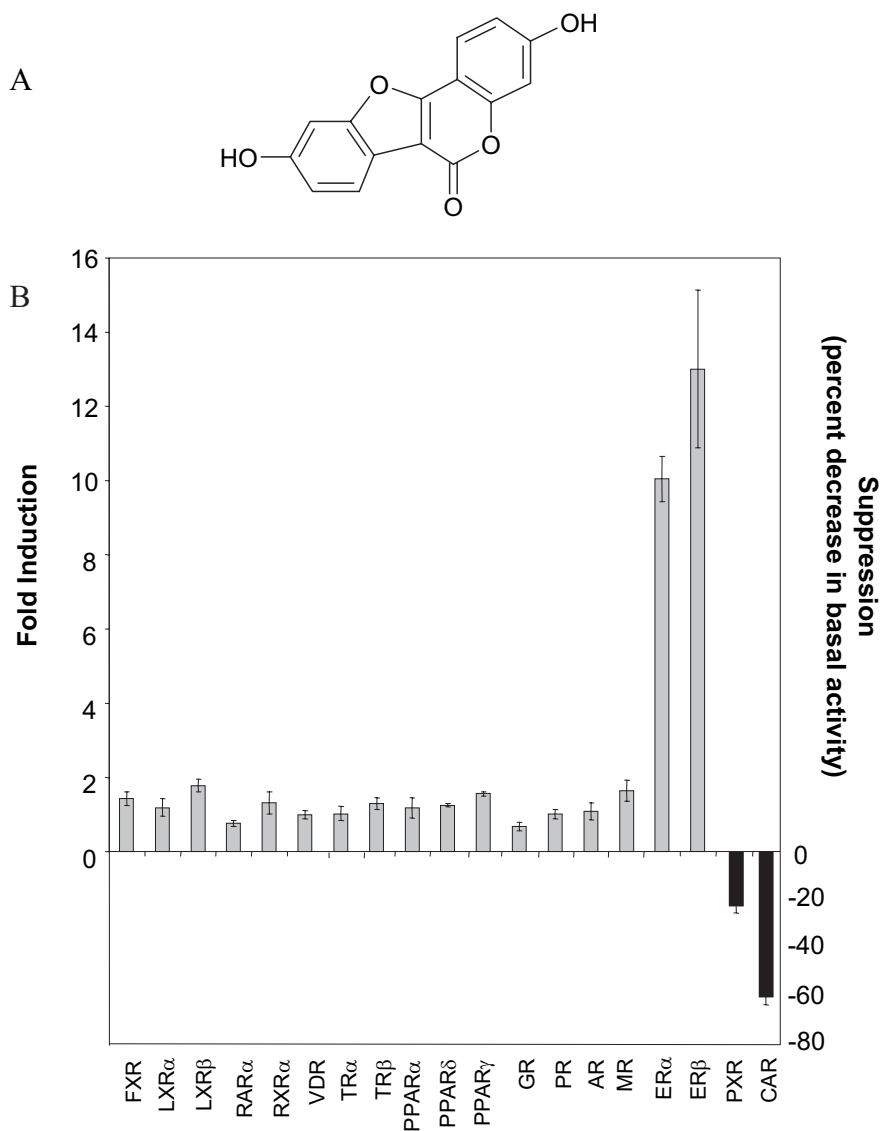 A
OH
O
HO
O
O
B
16
14
12
10
8
6
4
2
0
Fold Induction
0
-20
-40
-60
-80
Suppression
(percent decrease in basal activity)
FXR
LXRα
LXRβ
RARα
RXRα
VDR
TRα
TRβ
PPARα
PPARδ
PPARγ
GR
PR
AR
MR
ERα
ERβ
PXR
CAR